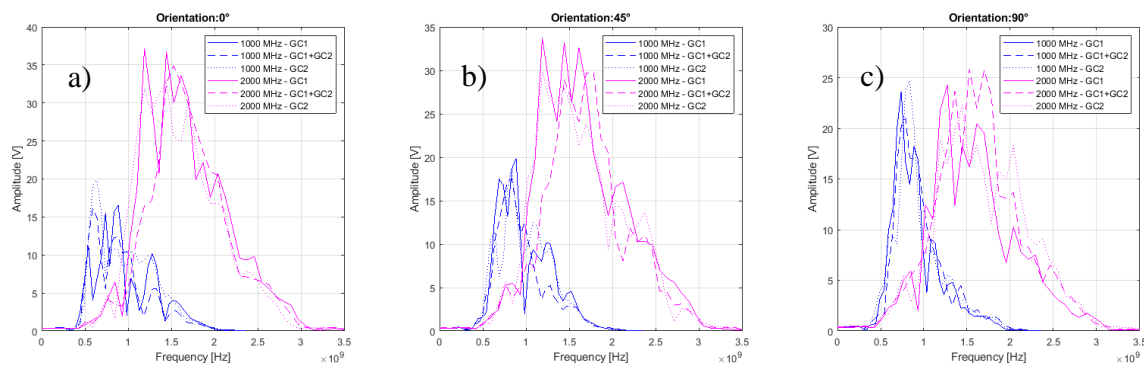 Orientation:0°
a)
1000 MHz - GC1
1000 MHz - GC1+GC2
1000 MHz - GC2
2000 MHz - GC1
2000 MHz - GC1+GC2
2000 MHz - GC2
Amplitude [V]
40
35
30
25
20
15
10
5
0
0 0.5 1 1.5 2 2.5 3 3.5
Frequency [Hz]
×10^9
Orientation:45°
b)
1000 MHz - GC1
1000 MHz - GC1+GC2
1000 MHz - GC2
2000 MHz - GC1
2000 MHz - GC1+GC2
2000 MHz - GC2
Amplitude [V]
35
30
25
20
15
10
5
0
0 0.5 1 1.5 2 2.5 3 3.5
Frequency [Hz]
×10^9
Orientation:90°
c)
1000 MHz - GC1
1000 MHz - GC1+GC2
1000 MHz - GC2
2000 MHz - GC1
2000 MHz - GC1+GC2
2000 MHz - GC2
Amplitude [V]
30
25
20
15
10
5
0
0 0.5 1 1.5 2 2.5 3 3.5
Frequency [Hz]
×10^9